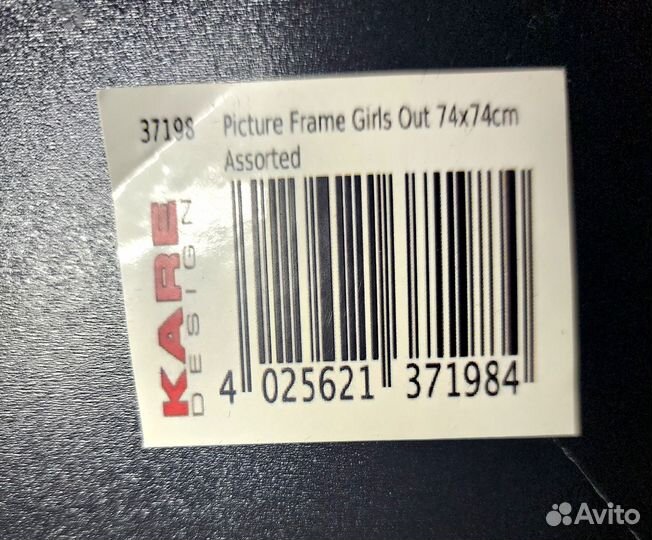 37198 Picture Frame Girls Out 74x74cm
Assorted
KARE
DESIGN
4 025621 371984
Avito